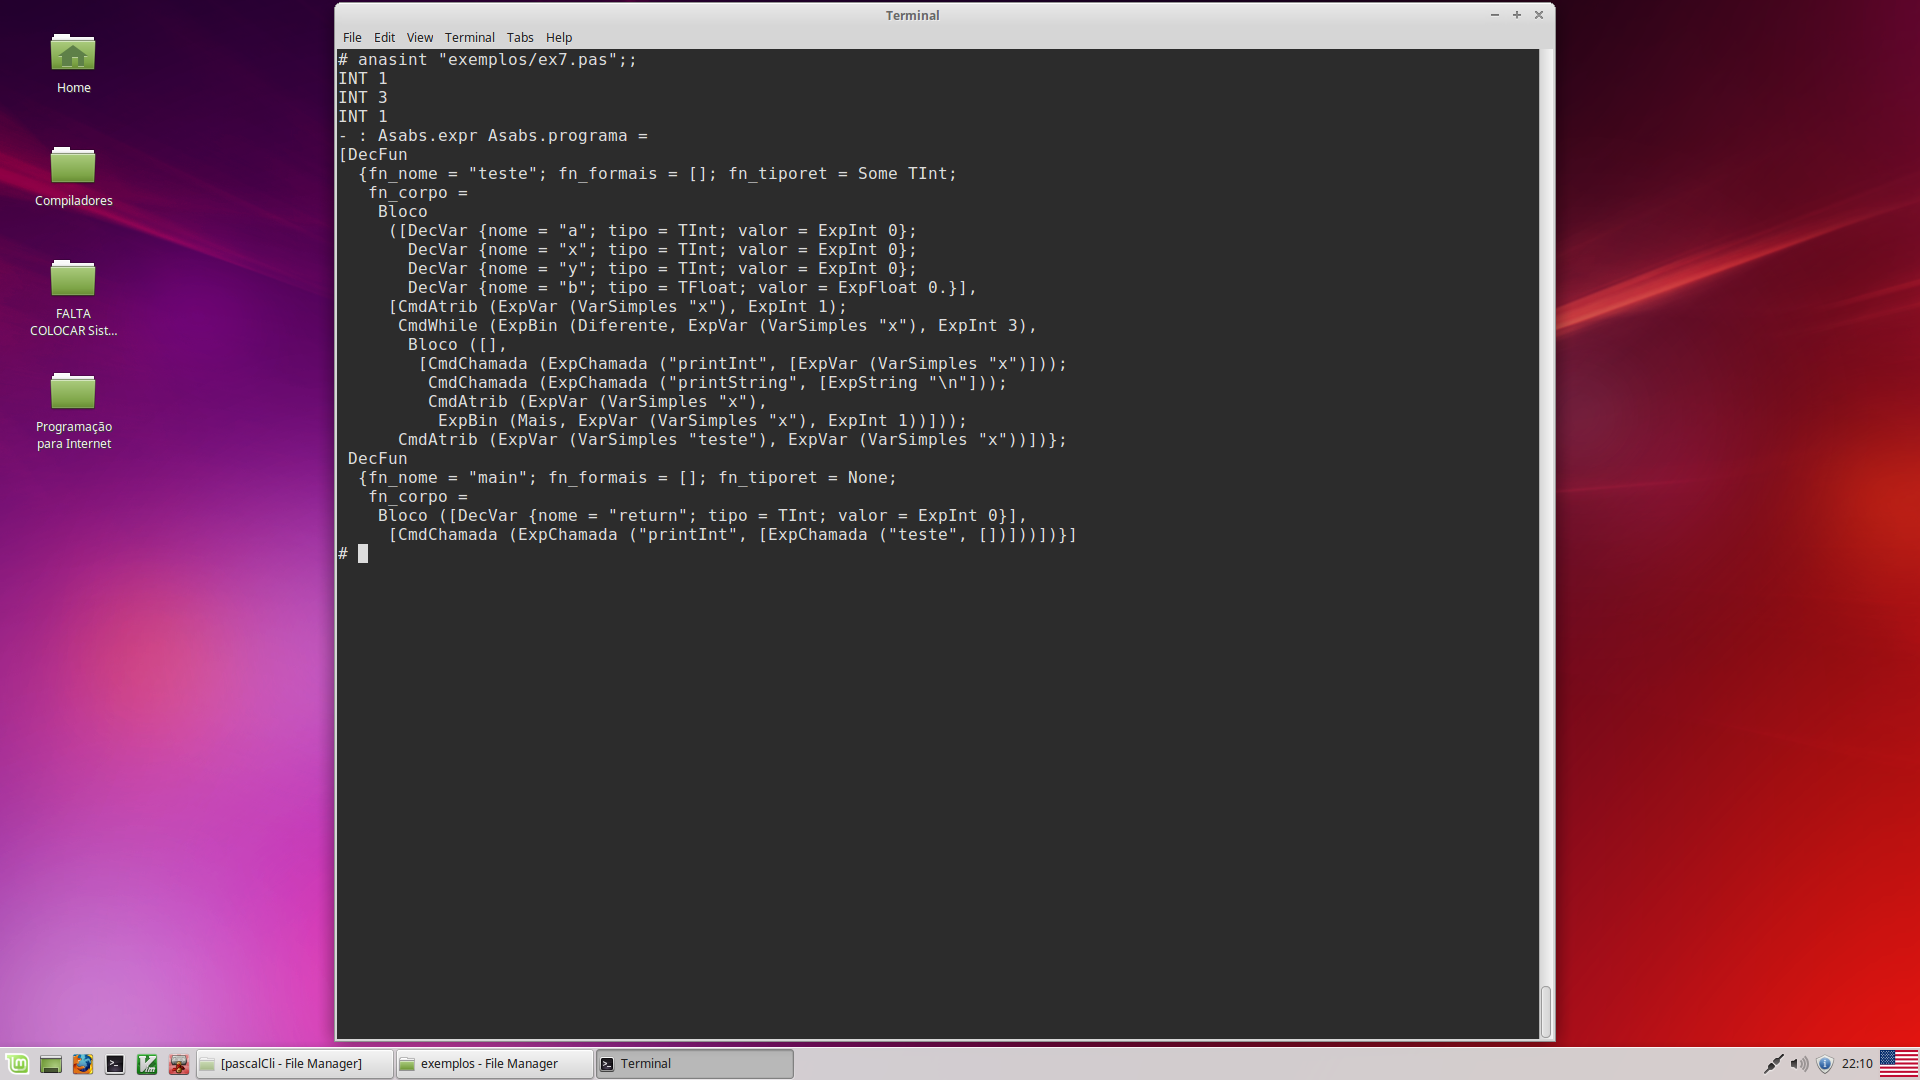 Terminal
File Edit View Terminal Tabs Help
# anasint "exemplos/ex7.pas";;
INT 1
INT 3
INT 1
- : Asabs.expr Asabs.programa =
[DecFun
  {fn_nome = "teste"; fn_formais = []; fn_tiporet = Some TInt;
   fn_corpo =
    Bloco
     ([DecVar {nome = "a"; tipo = TInt; valor = ExpInt 0};
       DecVar {nome = "x"; tipo = TInt; valor = ExpInt 0};
       DecVar {nome = "y"; tipo = TInt; valor = ExpInt 0};
       DecVar {nome = "b"; tipo = TFloat; valor = ExpFloat 0.}],
     [CmdAtrib (ExpVar (VarSimples "x"), ExpInt 1);
      CmdWhile (ExpBin (Diferente, ExpVar (VarSimples "x"), ExpInt 3),
       Bloco ([],
        [CmdChamada (ExpChamada ("printInt", [ExpVar (VarSimples "x")]));
         CmdChamada (ExpChamada ("printString", [ExpString "\n"]));
         CmdAtrib (ExpVar (VarSimples "x"),
          ExpBin (Mais, ExpVar (VarSimples "x"), ExpInt 1))]));
      CmdAtrib (ExpVar (VarSimples "teste"), ExpVar (VarSimples "x"))])};
 DecFun
  {fn_nome = "main"; fn_formais = []; fn_tiporet = None;
   fn_corpo =
    Bloco ([DecVar {nome = "return"; tipo = TInt; valor = ExpInt 0}],
     [CmdChamada (ExpChamada ("printInt", [ExpChamada ("teste", [])]))])}]
#
Home
Compiladores
FALTA
COLOCAR Sist...
Programação
para Internet
[pascalCli - File Manager]
exemplos - File Manager
Terminal
22:10